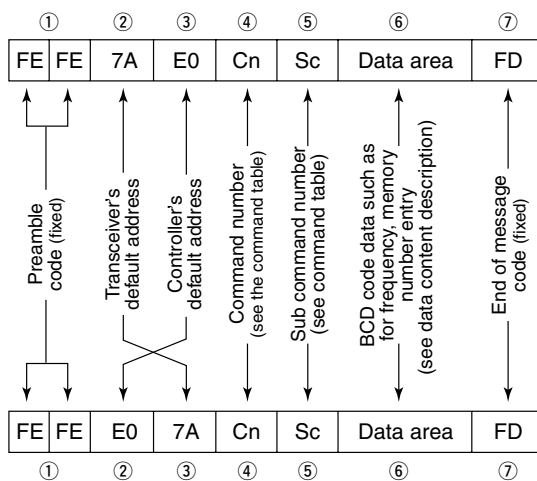 ① ② ③ ④ ⑤ ⑥ ⑦
FE FE 7A E0 Cn Sc Data area FD
Preamble
code (fixed)
Transceiver's
default address
Controller's
default address
Command number
(see the command table)
Sub command number
(see command table)
BCD code data such as
for frequency, memory
number entry
(see data content description)
End of message
code (fixed)
FE FE E0 7A Cn Sc Data area FD
① ② ③ ④ ⑤ ⑥ ⑦